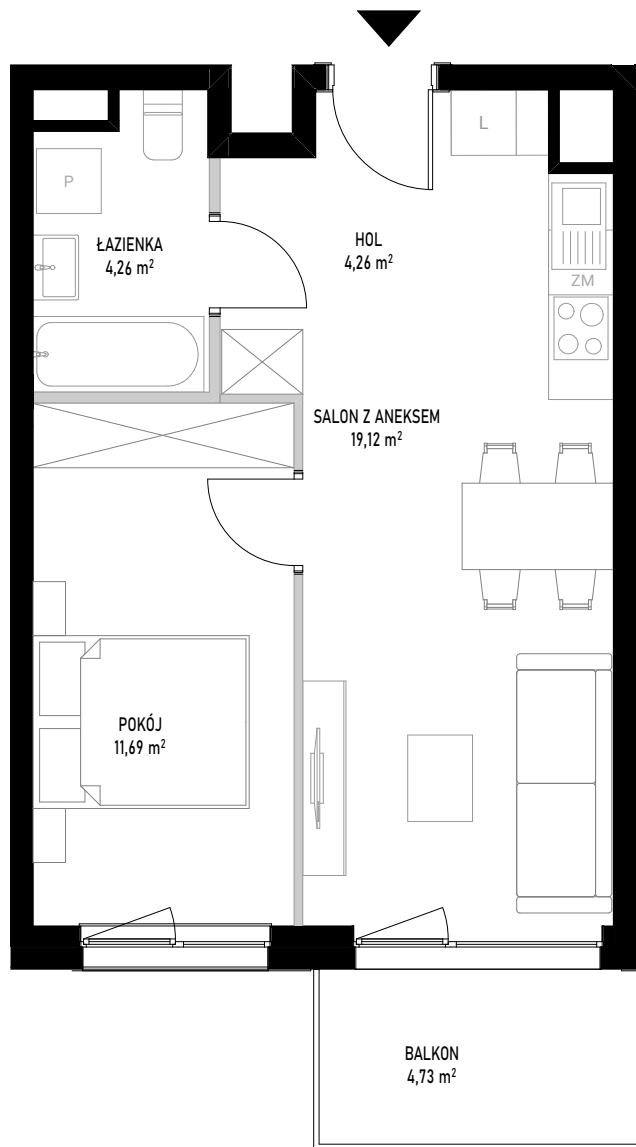 L
P
ŁAZIENKA
4,26 m²
HOL
4,26 m²
ZM
SALON Z ANEKSEM
19,12 m²
POKÓJ
11,69 m²
BALKON
4,73 m²